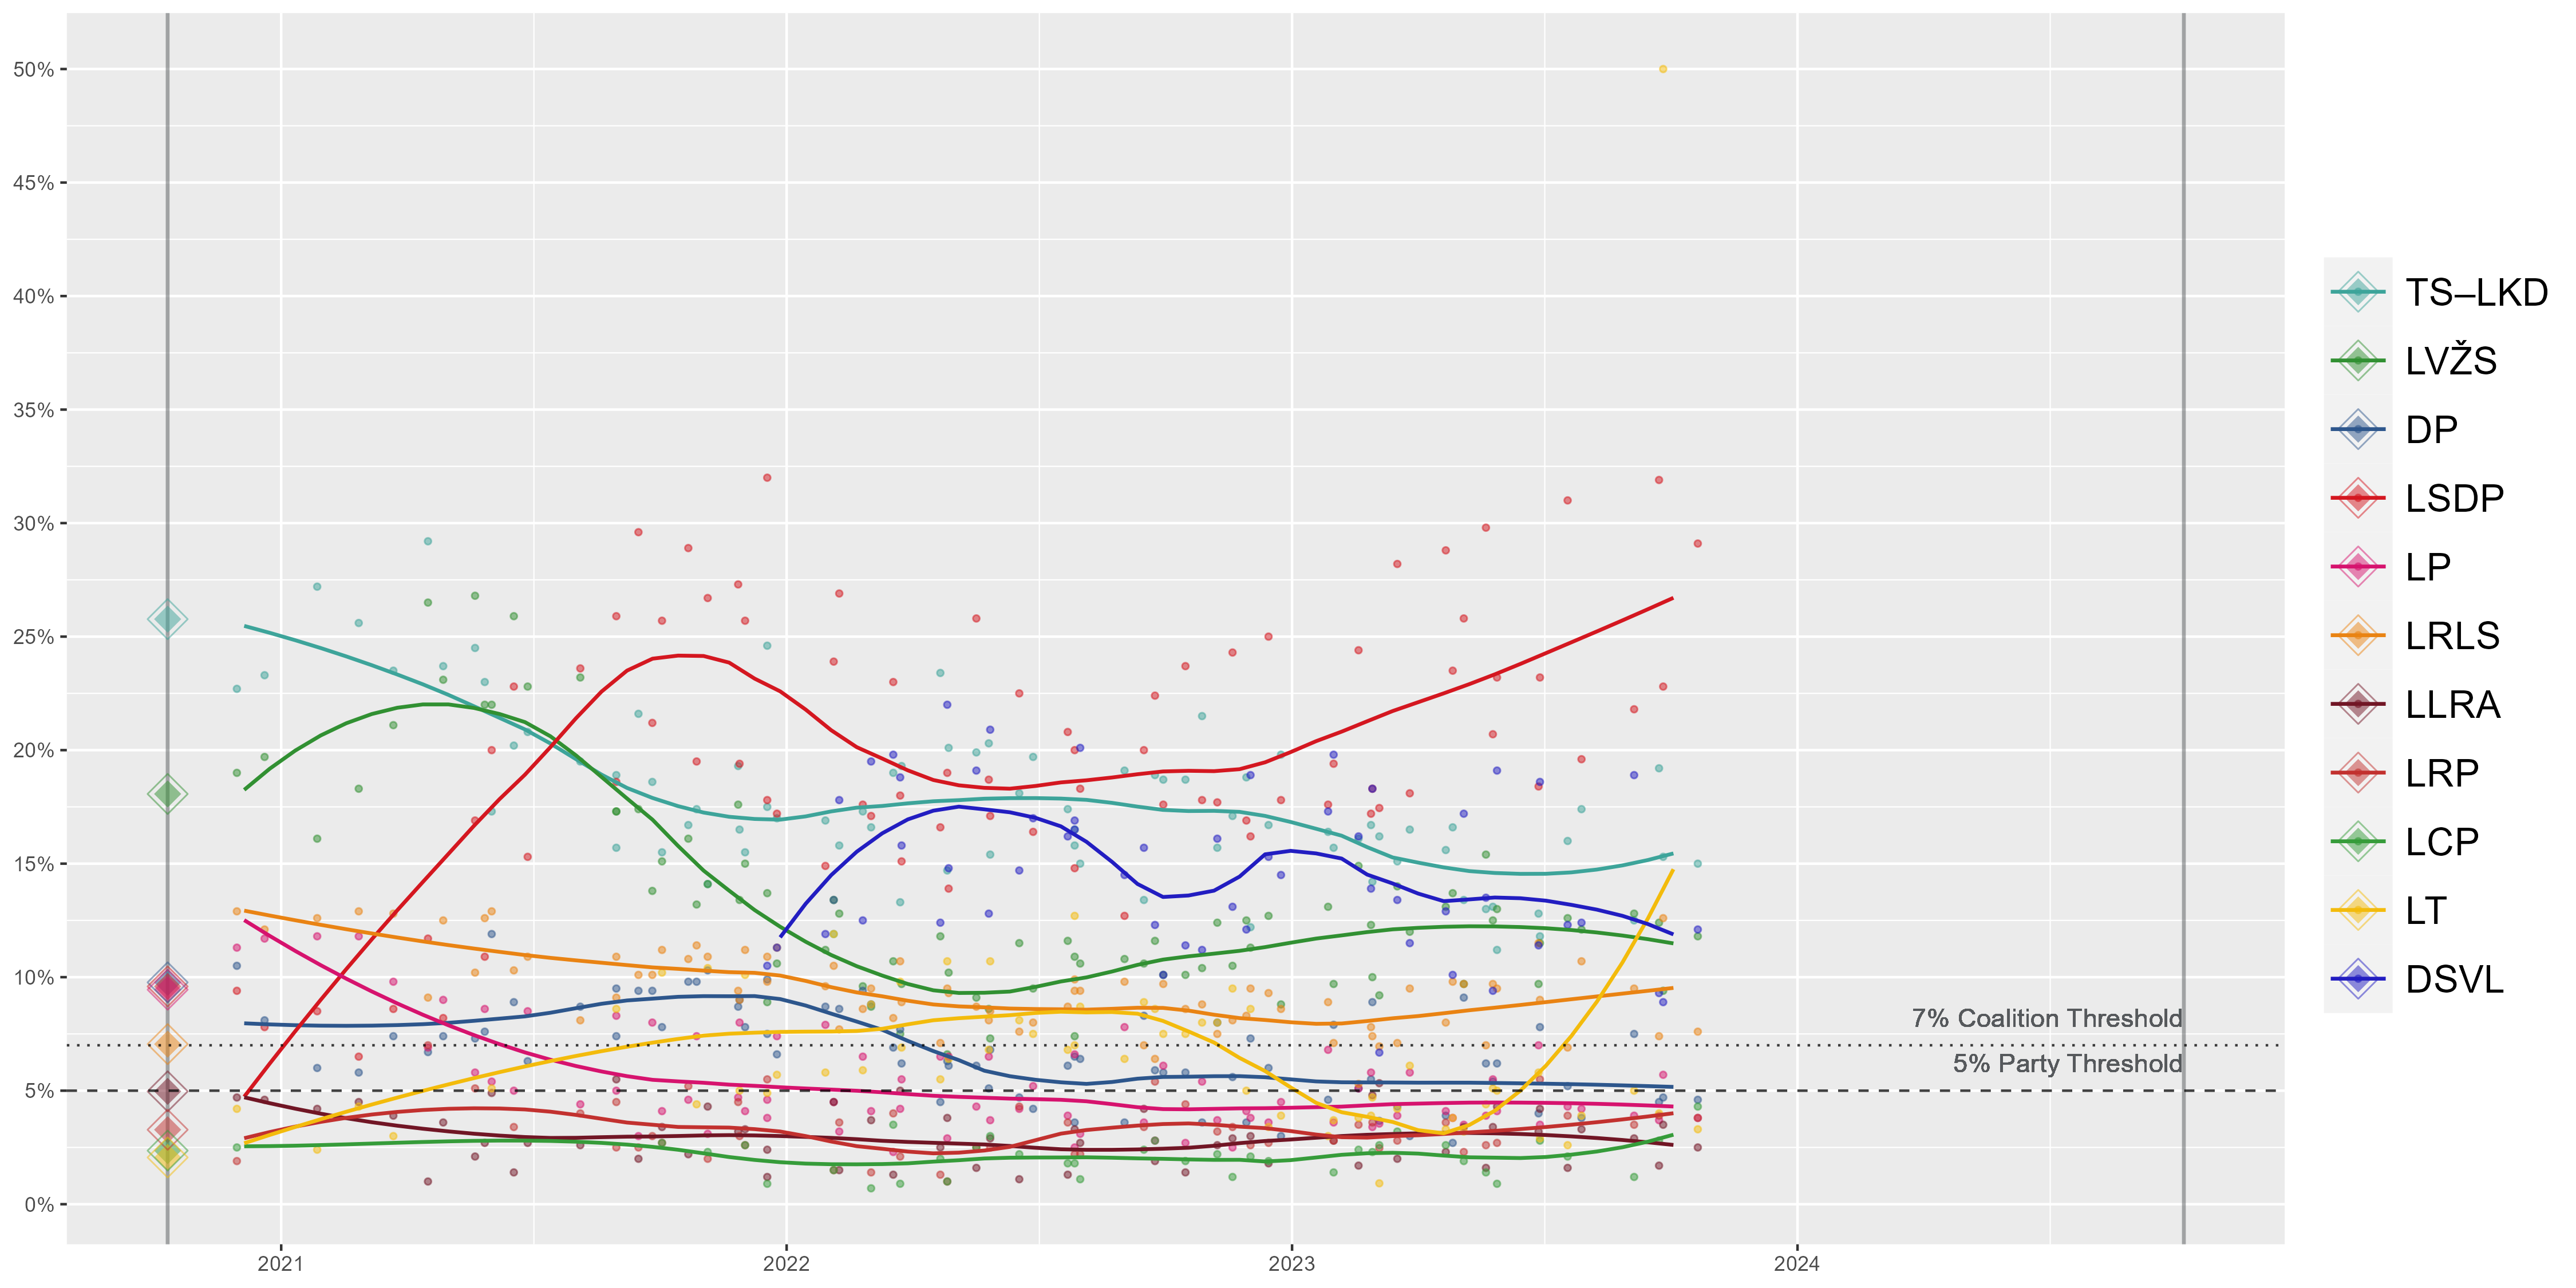 50%
45%
40%
35%
30%
25%
20%
15%
10%
5%
0%
7% Coalition Threshold
5% Party Threshold
2021
2022
2023
2024
TS–LKD
LVŽS
DP
LSDP
LP
LRLS
LLRA
LRP
LCP
LT
DSVL